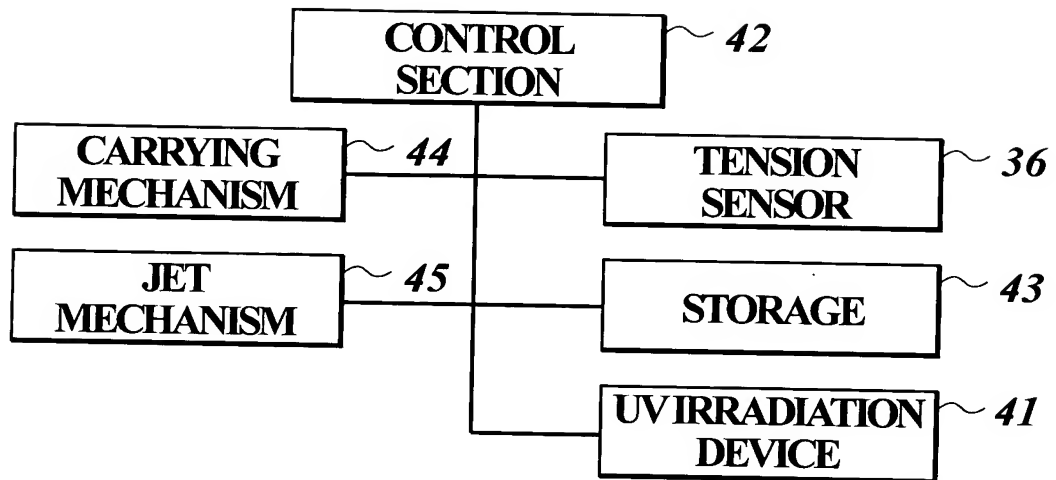 CONTROL
SECTION
42
CARRYING
MECHANISM
44
TENSION
SENSOR
36
JET
MECHANISM
45
STORAGE
43
UV IRRADIATION
DEVICE
41